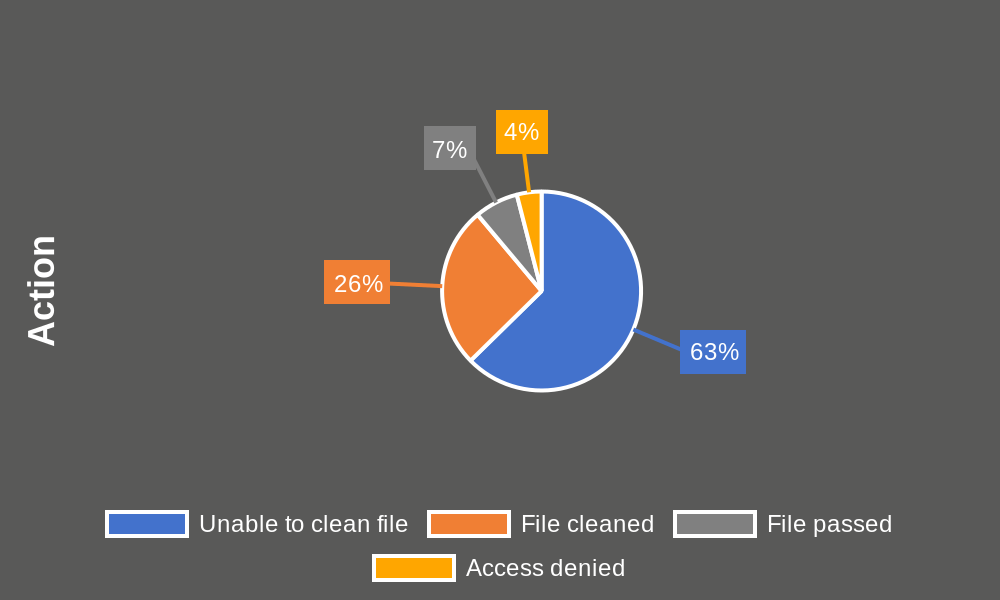 Action
4%
7%
26%
63%
Unable to clean file
File cleaned
File passed
Access denied